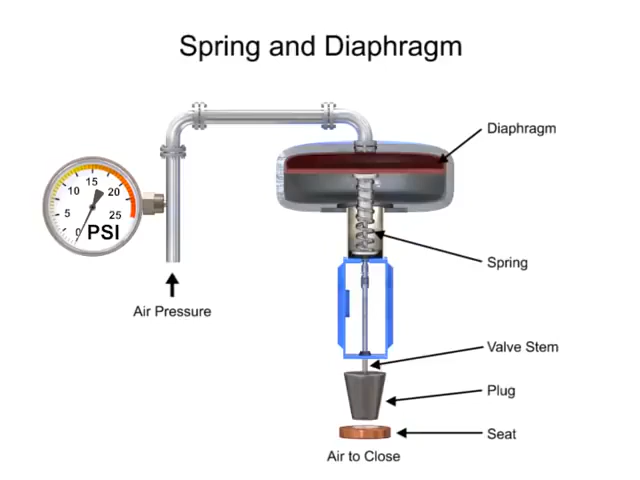 Spring and Diaphragm
Diaphragm
0
5
10
15
20
25
PSI
Spring
Air Pressure
Valve Stem
Plug
Seat
Air to Close